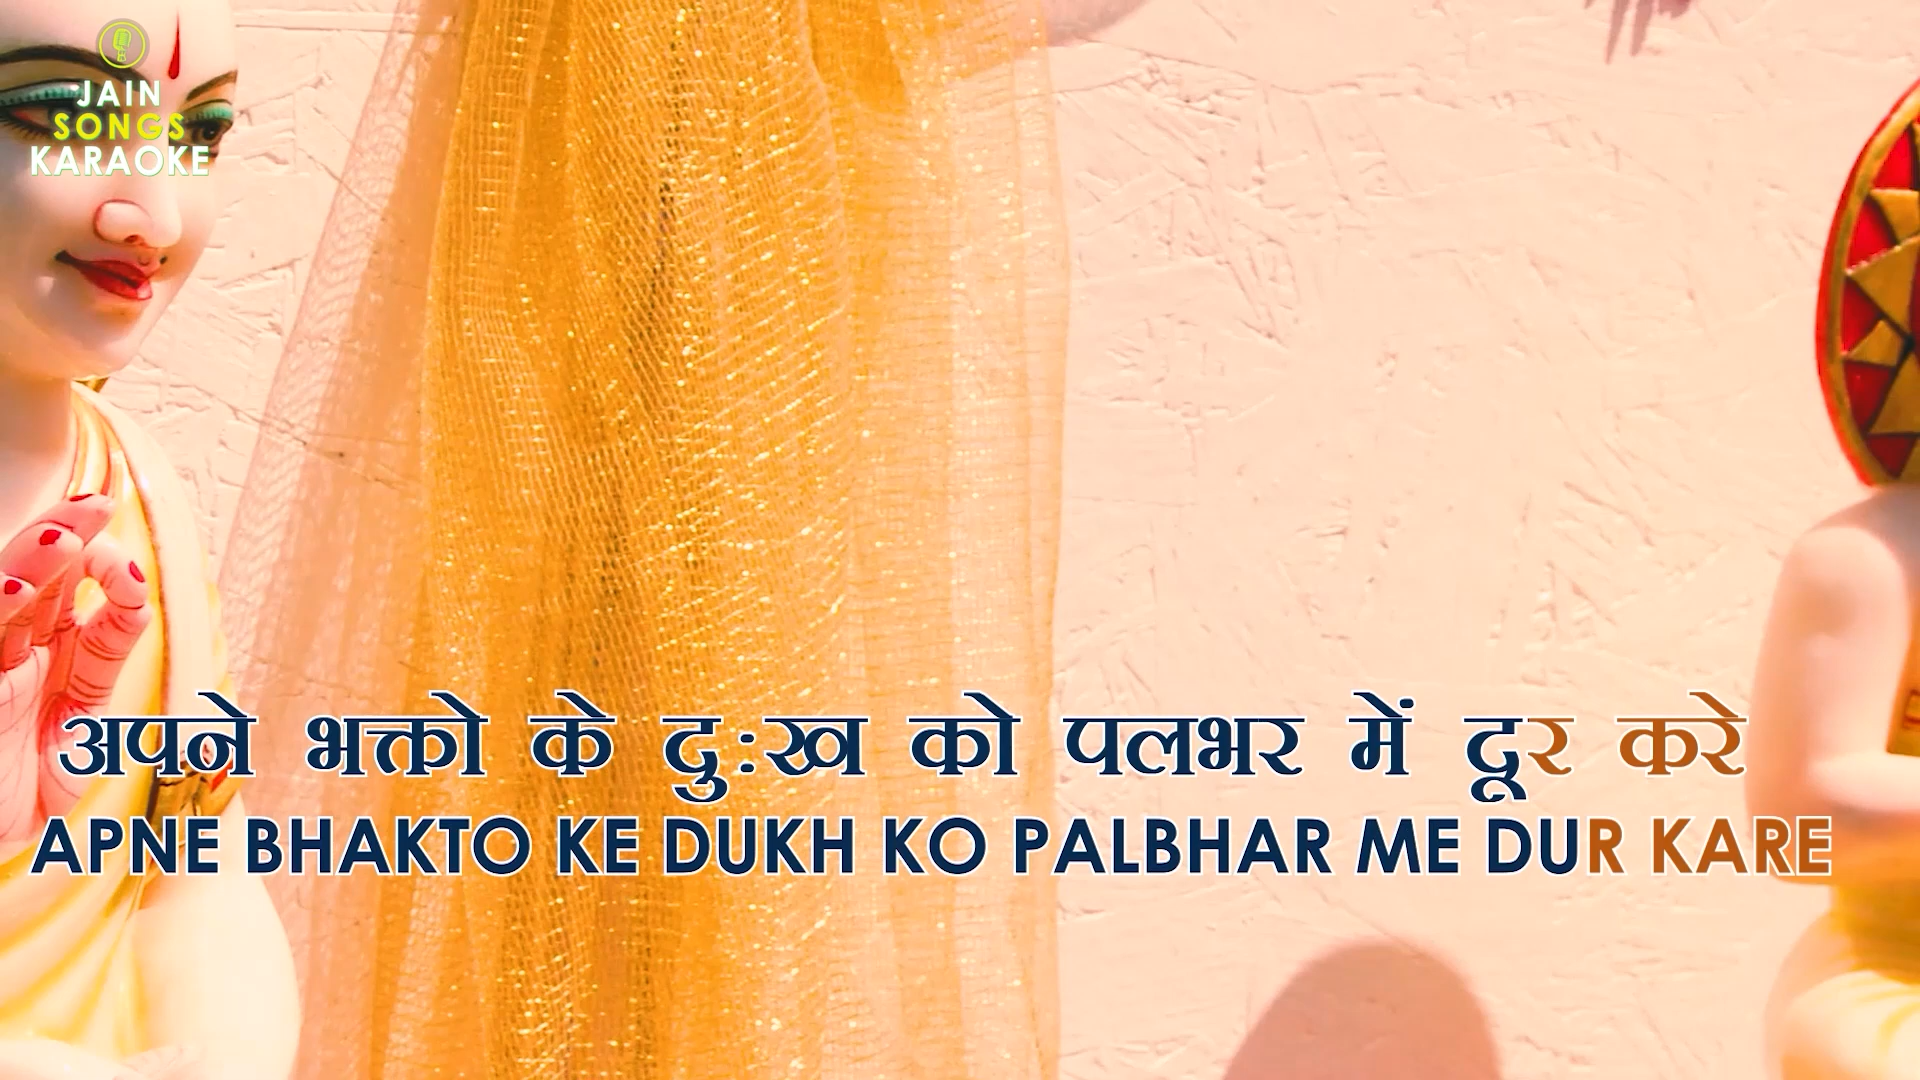 JAIN
SONGS
KARAOKE
अपने भक्तो के दुःख को पलभर में दूर करे
APNE BHAKTO KE DUKH KO PALBHAR ME DUR KARE